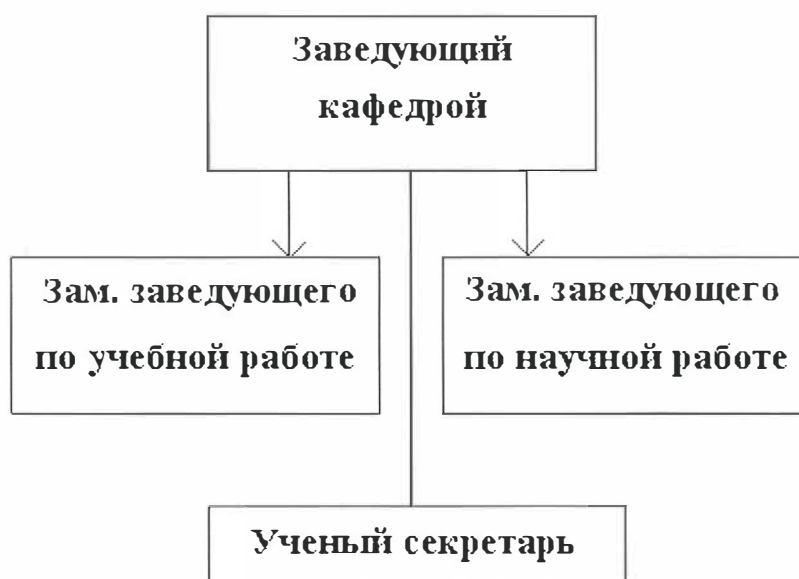 Заведующий
кафедрой
Зам. заведующего
по учебной работе
Зам. заведующего
по научной работе
Ученый секретарь